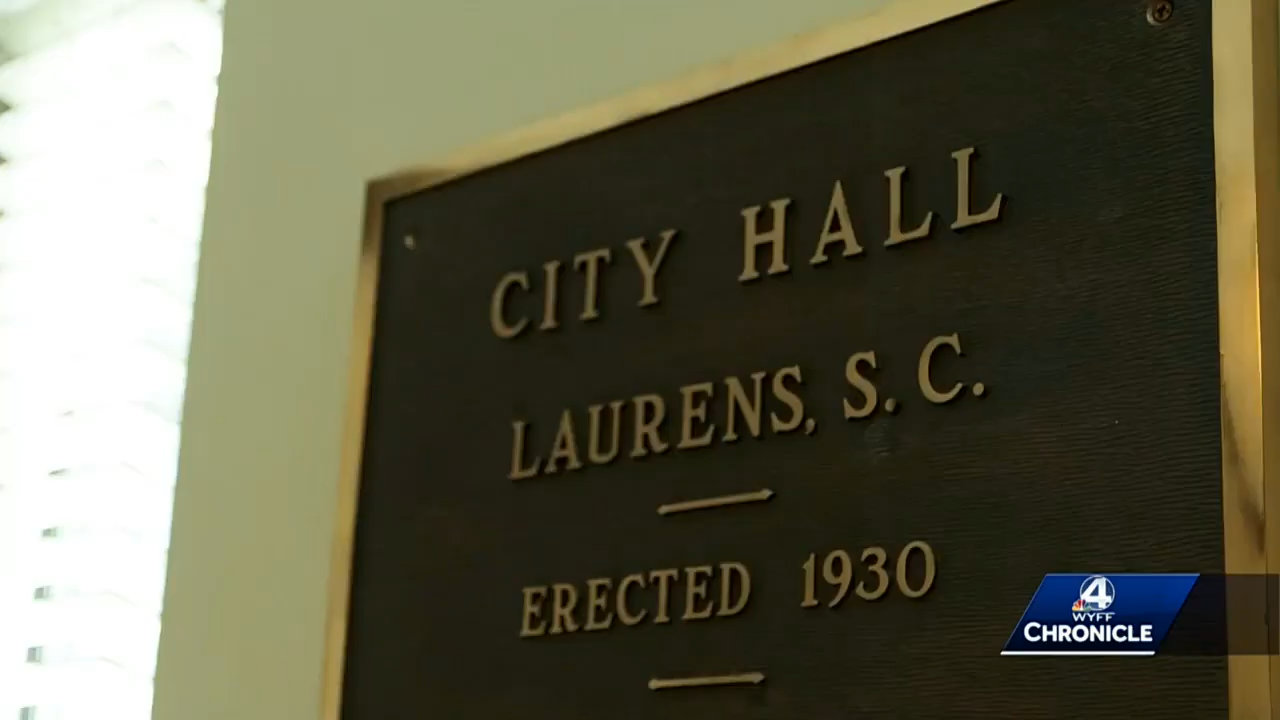 CITY HALL
LAURENS, S. C.
ERECTED 1930
4
WYFF
CHRONICLE